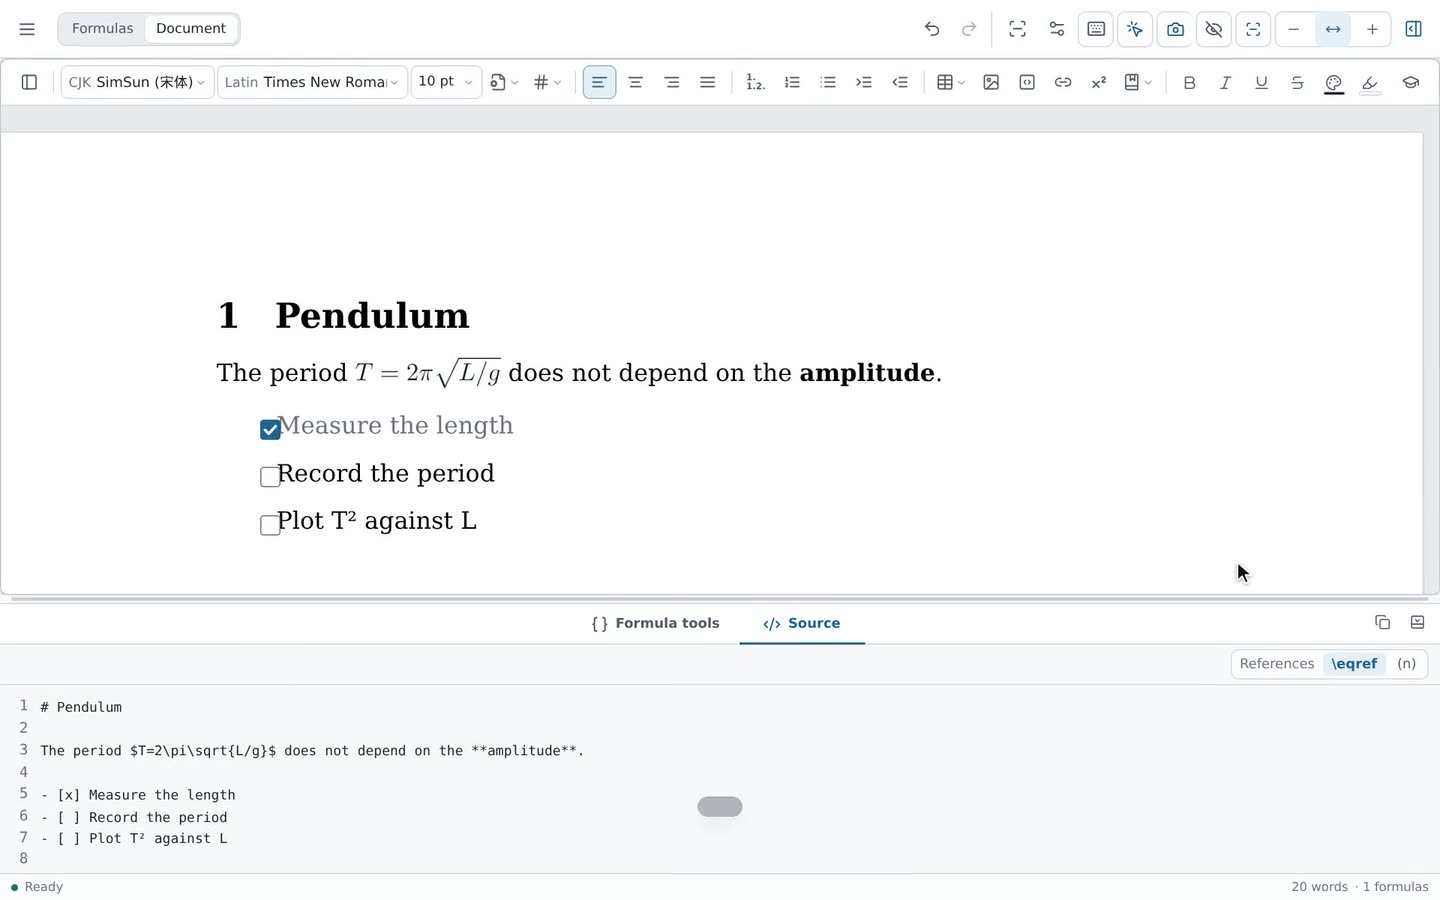 Formulas Document
CJK SimSun (宋体) Latin Times New Roma 10 pt
1 Pendulum
The period T = 2π√L/g does not depend on the amplitude.
Measure the length
Record the period
Plot T² against L
Formula tools Source
References \eqref (n)
1 # Pendulum
2
3 The period $T=2\pi\sqrt{L/g}$ does not depend on the **amplitude**.
4
5 - [x] Measure the length
6 - [ ] Record the period
7 - [ ] Plot T² against L
8
Ready 20 words · 1 formulas